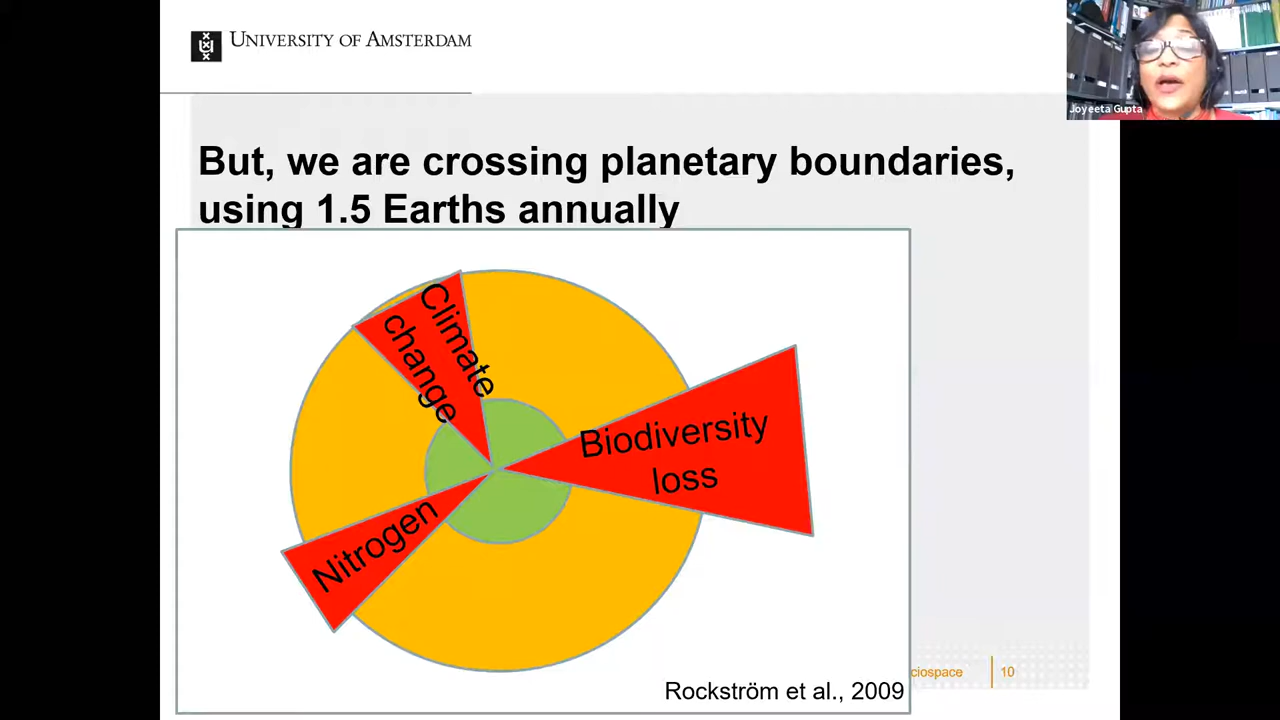 UNIVERSITY OF AMSTERDAM
Joyeeta Gupta
But, we are crossing planetary boundaries,
using 1.5 Earths annually
Climate
change
Biodiversity
loss
Nitrogen
ciospace
10
Rockström et al., 2009